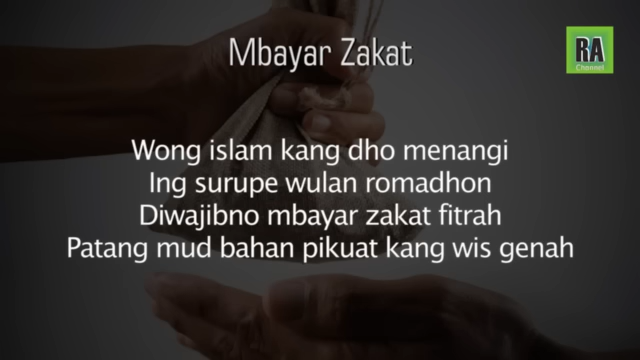 Mbayar Zakat
RA
Channel
Wong islam kang dho menangi
Ing surupe wulan romadhon
Diwajibno mbayar zakat fitrah
Patang mud bahan pikuat kang wis genah